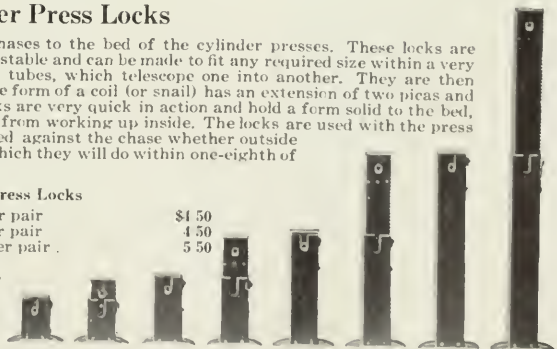 er Press Locks
hases to the bed of the cylinder presses. These locks are
stable and can be made to fit any required size within a very
tubes, which telescope one into another. They are then
e form of a coil (or snail) has an extension of two picas and
ks are very quick in action and hold a form solid to the bed,
from working up inside. The locks are used with the press
ed against the chase whether outside
hich they will do within one-eighth of
ress Locks
r pair $4 50
r pair 4 50
er pair . 5 50